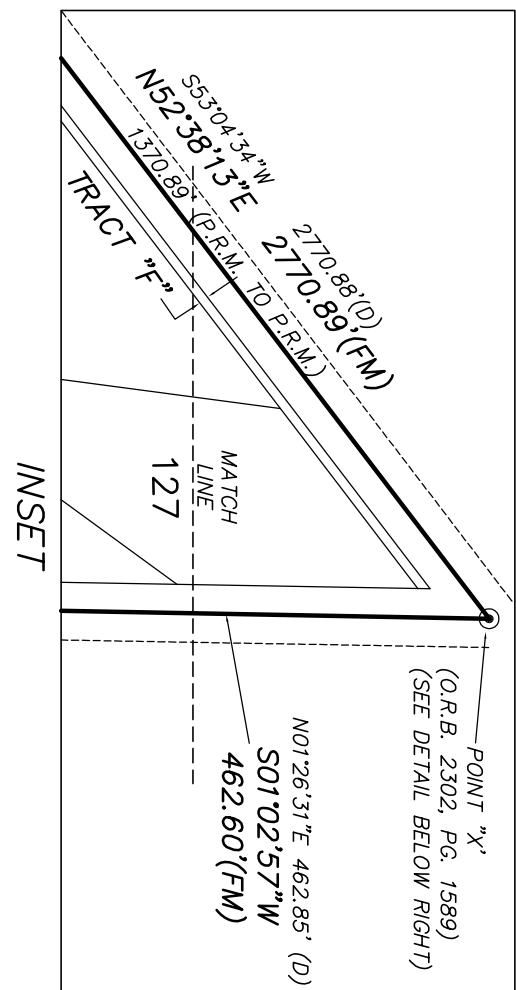 S53°04'34"W
N52°38'13"E
1370.89' (P.R.M. TO P.R.M.)
2770.88'(D)
2770.89'(FM)
TRACT "F"
MATCH
LINE
127
INSET
POINT "X'
(O.R.B. 2302, PG. 1589)
(SEE DETAIL BELOW RIGHT)
N01°26'31"E 462.85' (D)
S01°02'57"W
462.60'(FM)